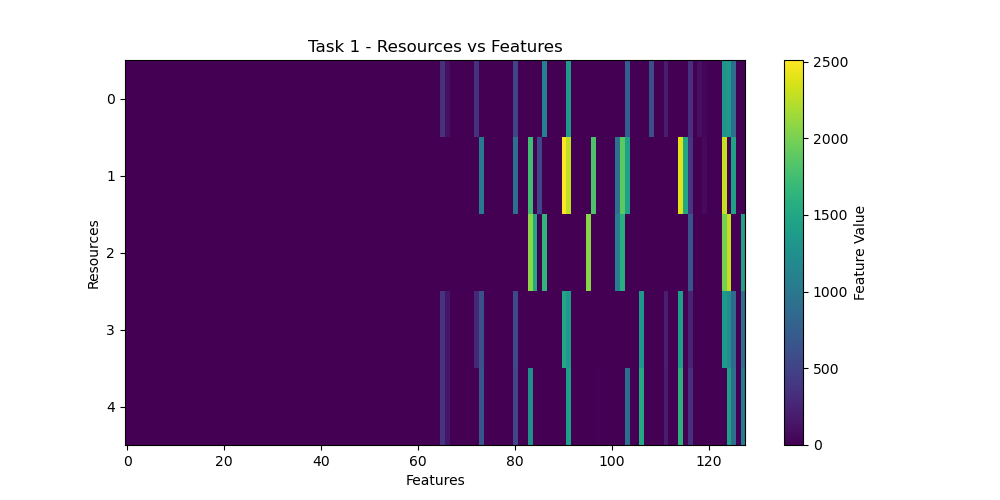 Task 1 - Resources vs Features
Resources
0
1
2
3
4
0 20 40 60 80 100 120
Features
2500
2000
1500
1000
500
0
Feature Value